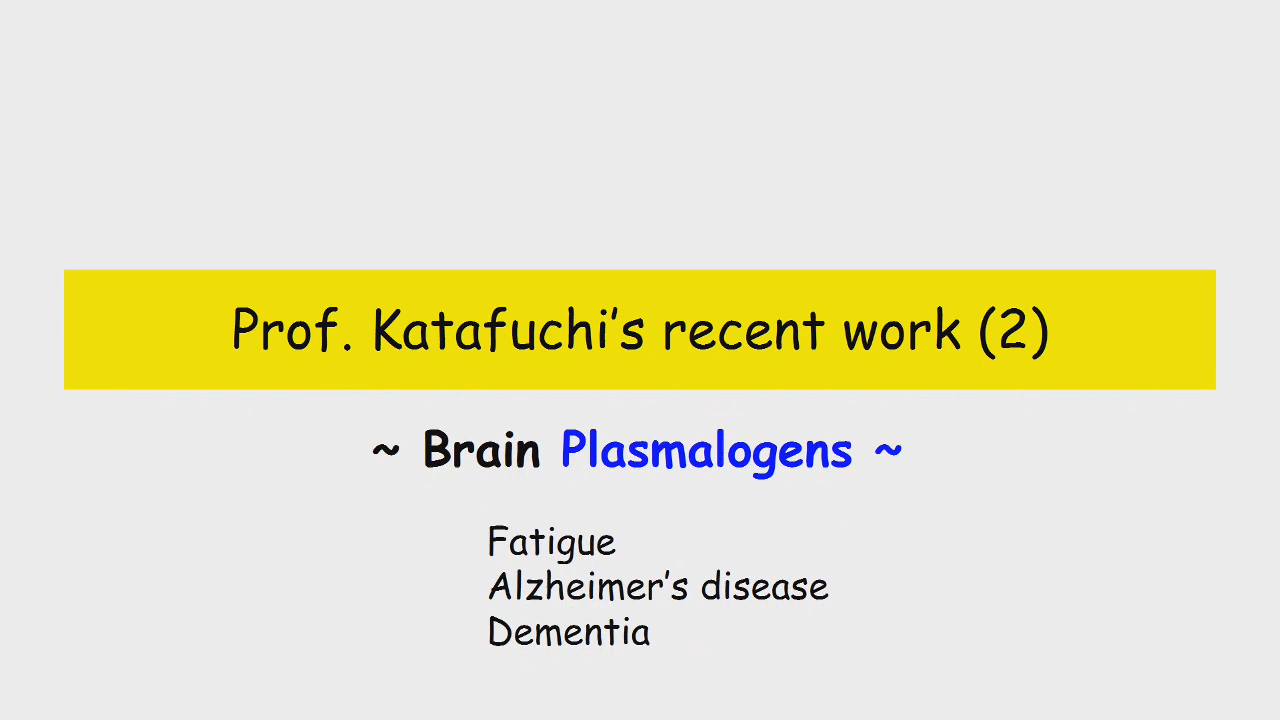 Prof. Katafuchi’s recent work (2)
~ Brain Plasmalogens ~
Fatigue
Alzheimer’s disease
Dementia